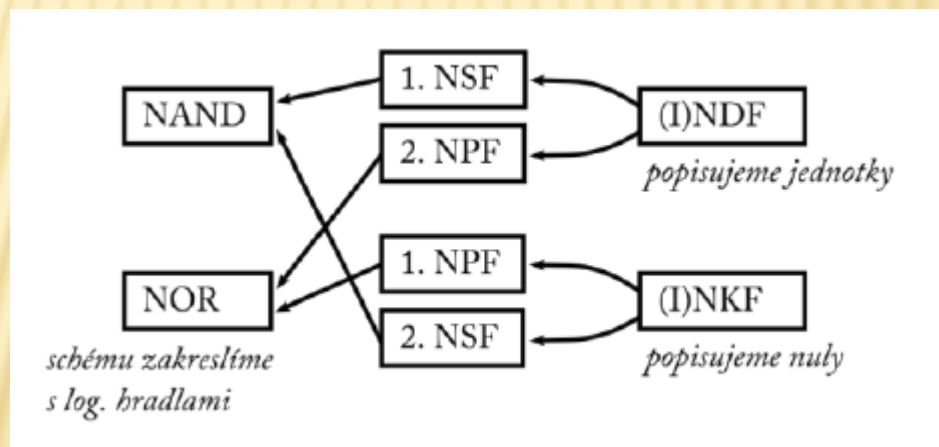 NAND
NOR
schému zakreslíme
s log. hradlami
1. NSF
2. NPF
1. NPF
2. NSF
(I)NDF
popisujeme jednotky
(I)NKF
popisujeme nuly